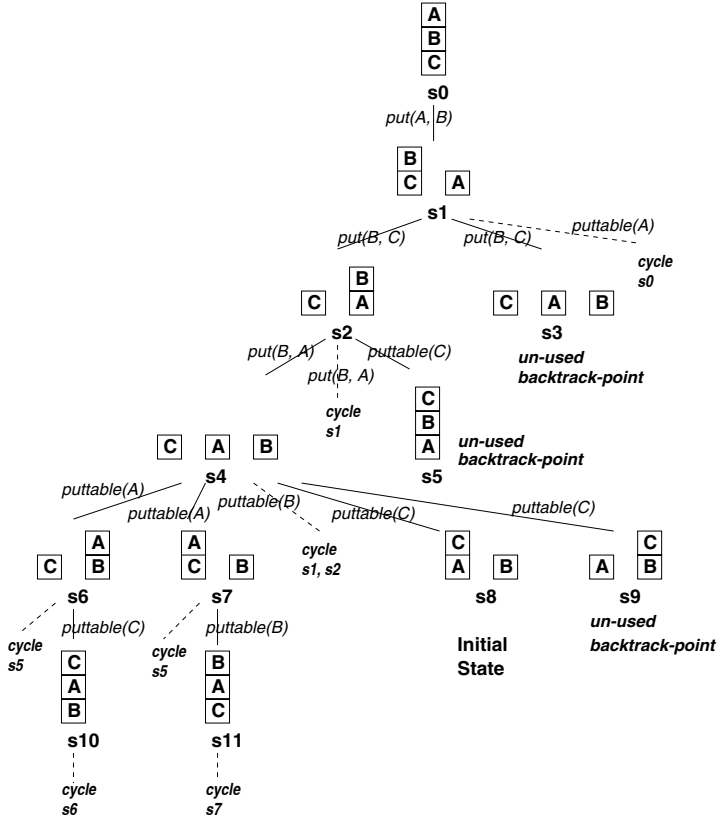 A
B
C
s0
put(A, B)
B
C A
s1
put(B, C) put(B, C) puttable(A)
cycle
s0
B
C A
s2
C A B
s3
un-used
backtrack-point
put(B, A) puttable(C)
put(B, A)
cycle
s1
C
B
A
s5
un-used
backtrack-point
C A B
s4
puttable(A) puttable(A) puttable(B) puttable(C) puttable(C)
cycle
s1, s2
A
C B
s6
A
C B
s7
C
A B
s8
C
A B
s9
Initial
State
un-used
backtrack-point
cycle
s5
puttable(C)
cycle
s5
puttable(B)
C
A
B
s10
B
A
C
s11
cycle
s6
cycle
s7